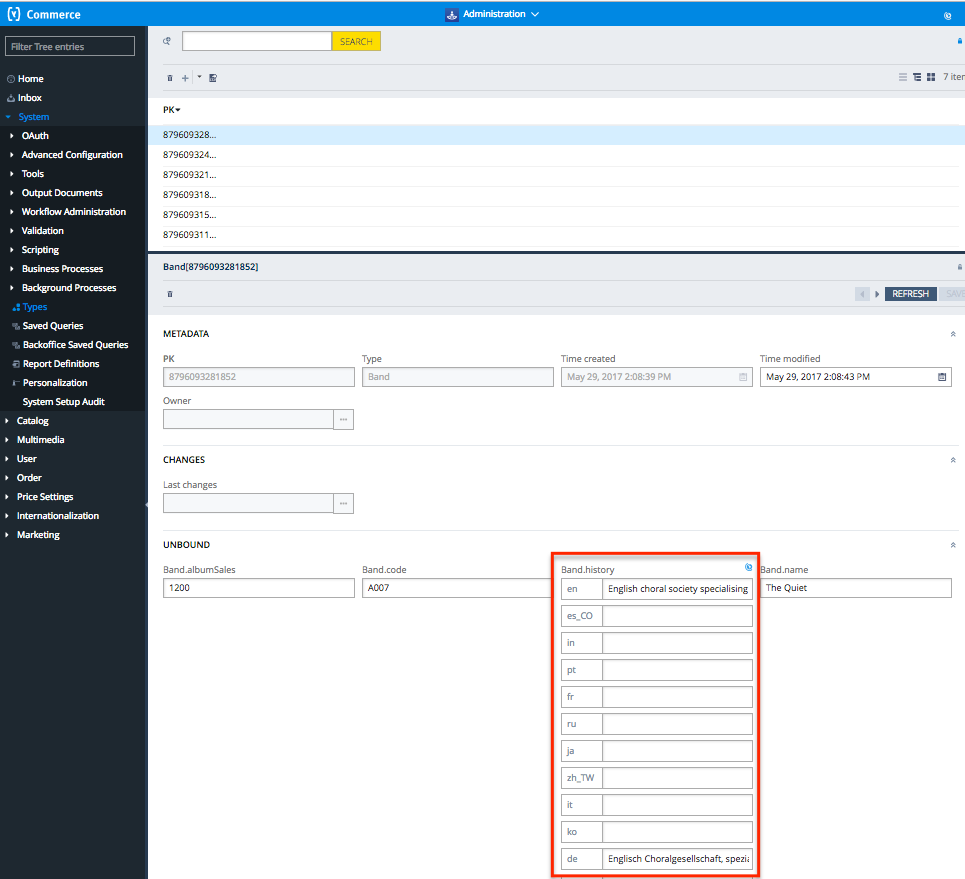 Commerce
Administration
Filter Tree entries
SEARCH
Home
Inbox
System
OAuth
Advanced Configuration
Tools
Output Documents
Workflow Administration
Validation
Scripting
Business Processes
Background Processes
Types
Saved Queries
Backoffice Saved Queries
Report Definitions
Personalization
System Setup Audit
Catalog
Multimedia
User
Order
Price Settings
Internationalization
Marketing
7 iter
PK
879609328...
879609324...
879609321...
879609318...
879609315...
879609311...
Band[8796093281852]
REFRESH SAVE
METADATA
PK Type Time created Time modified
8796093281852 Band May 29, 2017 2:08:39 PM May 29, 2017 2:08:43 PM
Owner
CHANGES
Last changes
UNBOUND
Band.albumSales Band.code Band.history Band.name
1200 A007 en English choral society specialising The Quiet
es_CO
in
pt
fr
ru
ja
zh_TW
it
ko
de Englisch Choralgesellschaft, spezia